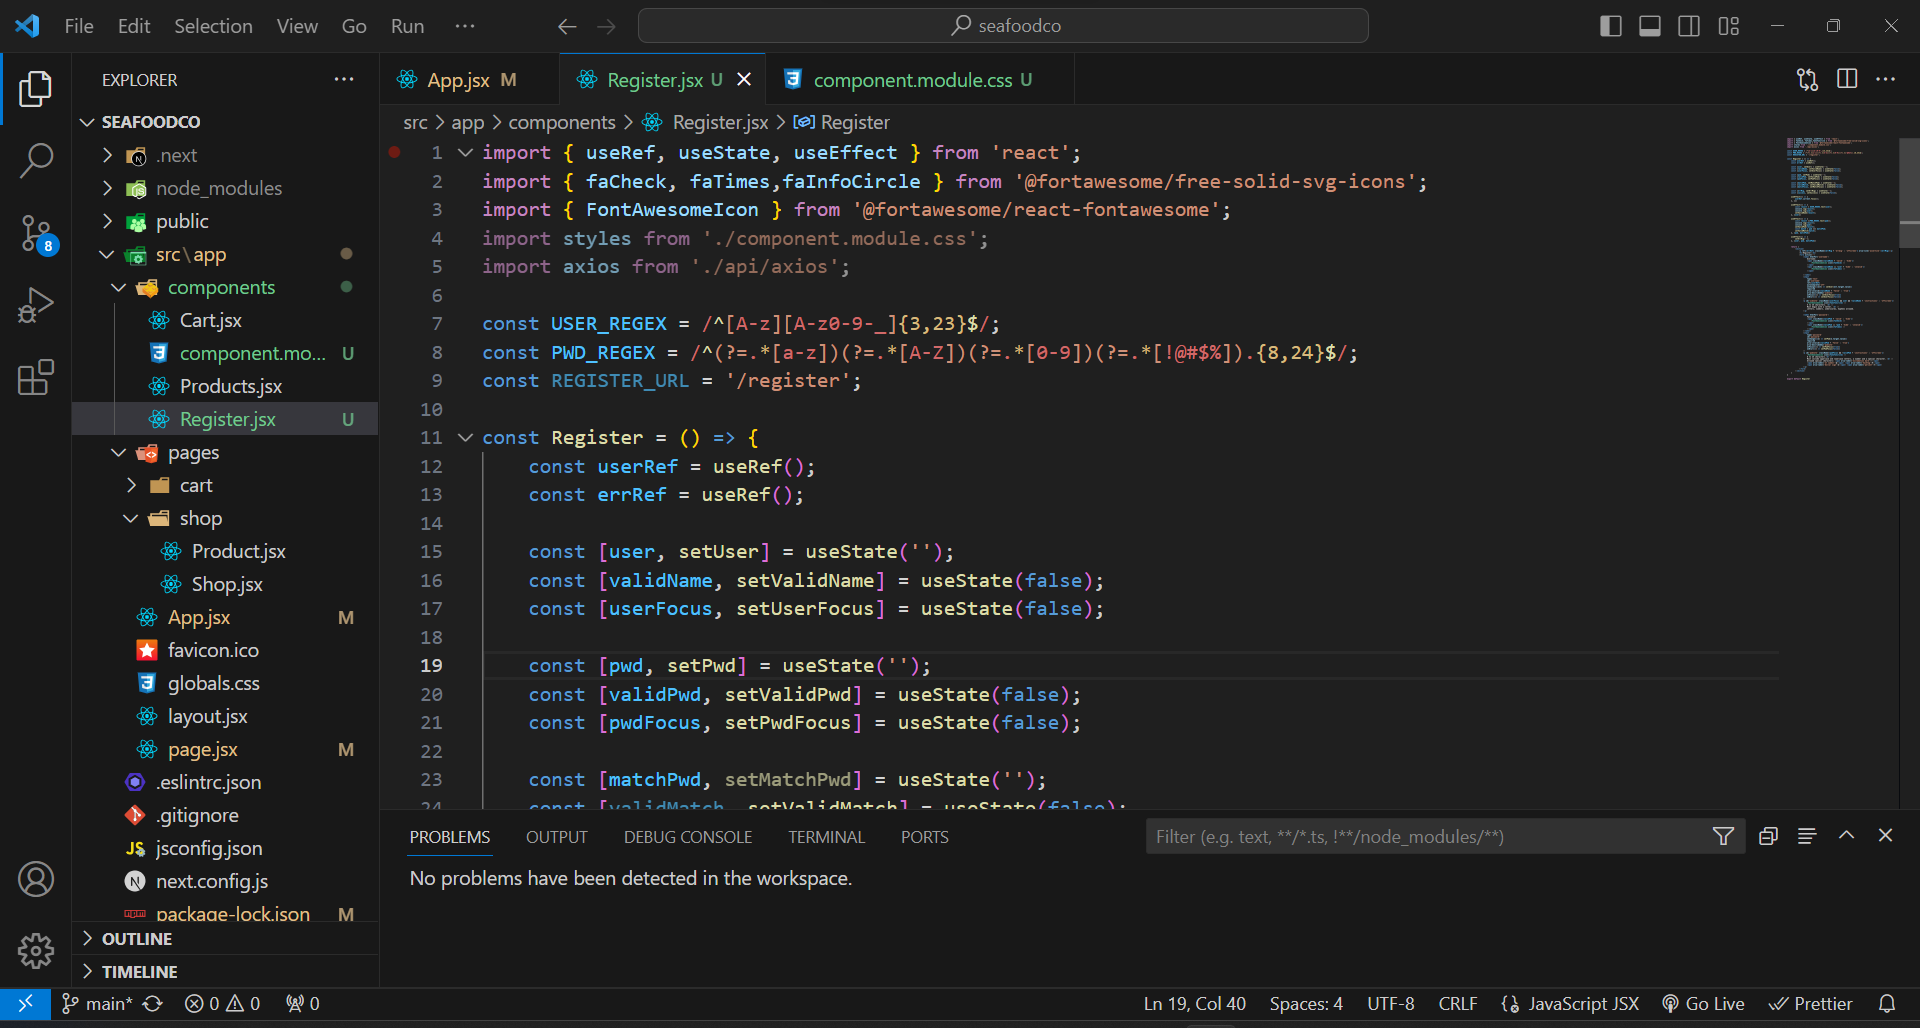 File Edit Selection View Go Run ···
seafoodco
EXPLORER
SEAFOODCO
.next
node_modules
public
src\app
components
Cart.jsx
component.mo... U
Products.jsx
Register.jsx U
pages
cart
shop
Product.jsx
Shop.jsx
App.jsx M
favicon.ico
globals.css
layout.jsx
page.jsx M
.eslintrc.json
.gitignore
jsconfig.json
next.config.js
package-lock.json M
OUTLINE
TIMELINE
8
App.jsx M
Register.jsx U
component.module.css U
src > app > components > Register.jsx > Register
1 import { useRef, useState, useEffect } from 'react';
2 import { faCheck, faTimes,faInfoCircle } from '@fortawesome/free-solid-svg-icons';
3 import { FontAwesomeIcon } from '@fortawesome/react-fontawesome';
4 import styles from './component.module.css';
5 import axios from './api/axios';
6
7 const USER_REGEX = /^[A-z][A-z0-9-_]{3,23}$/;
8 const PWD_REGEX = /^(?=.*[a-z])(?=.*[A-Z])(?=.*[0-9])(?=.*[!@#$%]).{8,24}$/;
9 const REGISTER_URL = '/register';
10
11 const Register = () => {
12 const userRef = useRef();
13 const errRef = useRef();
14
15 const [user, setUser] = useState('');
16 const [validName, setValidName] = useState(false);
17 const [userFocus, setUserFocus] = useState(false);
18
19 const [pwd, setPwd] = useState('');
20 const [validPwd, setValidPwd] = useState(false);
21 const [pwdFocus, setPwdFocus] = useState(false);
22
23 const [matchPwd, setMatchPwd] = useState('');
24 const [validMatch, setValidMatch] = useState(false);
PROBLEMS OUTPUT DEBUG CONSOLE TERMINAL PORTS
Filter (e.g. text, **/*.ts, !**/node_modules/**)
No problems have been detected in the workspace.
main* 0 0 0
Ln 19, Col 40 Spaces: 4 UTF-8 CRLF JavaScript JSX Go Live Prettier